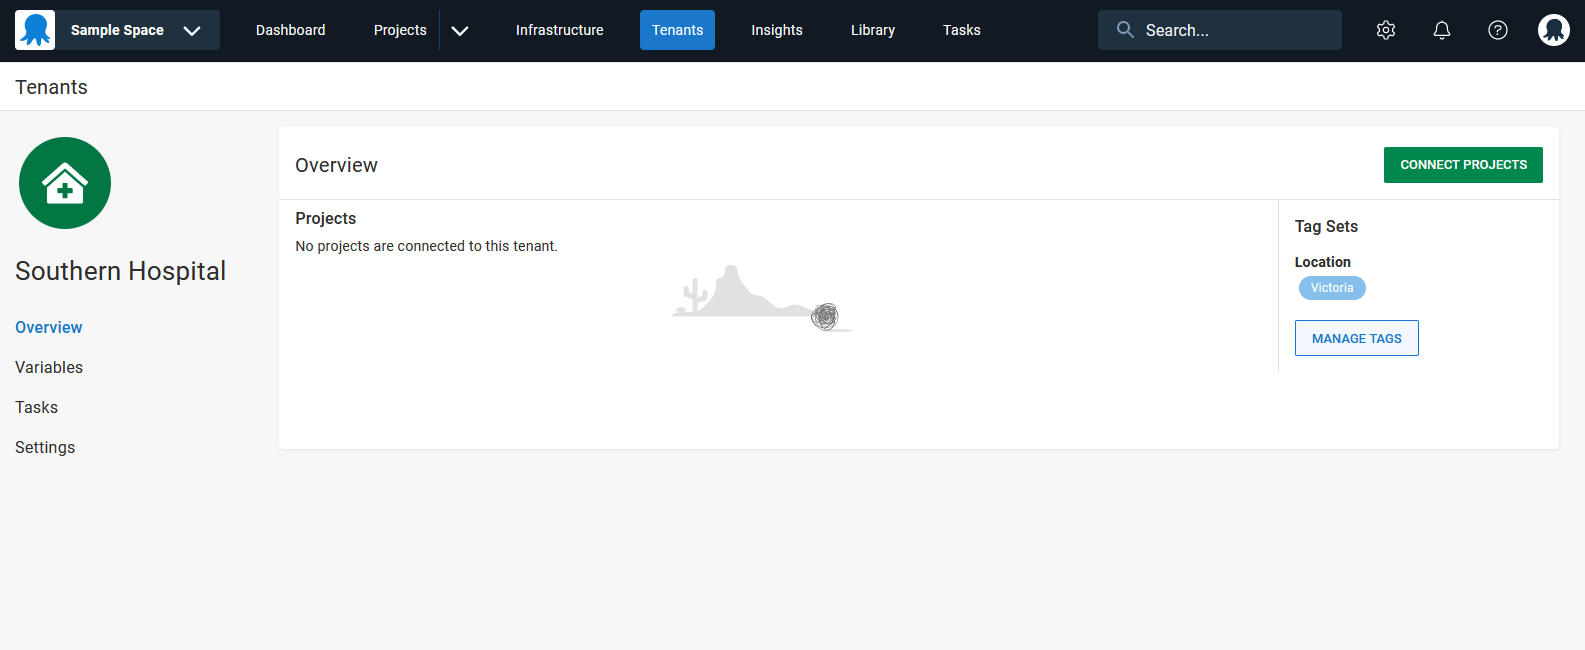 Sample Space
Dashboard
Projects
Infrastructure
Tenants
Insights
Library
Tasks
Search...
Tenants
Southern Hospital
Overview
Variables
Tasks
Settings
Overview
CONNECT PROJECTS
Projects
No projects are connected to this tenant.
Tag Sets
Location
Victoria
MANAGE TAGS